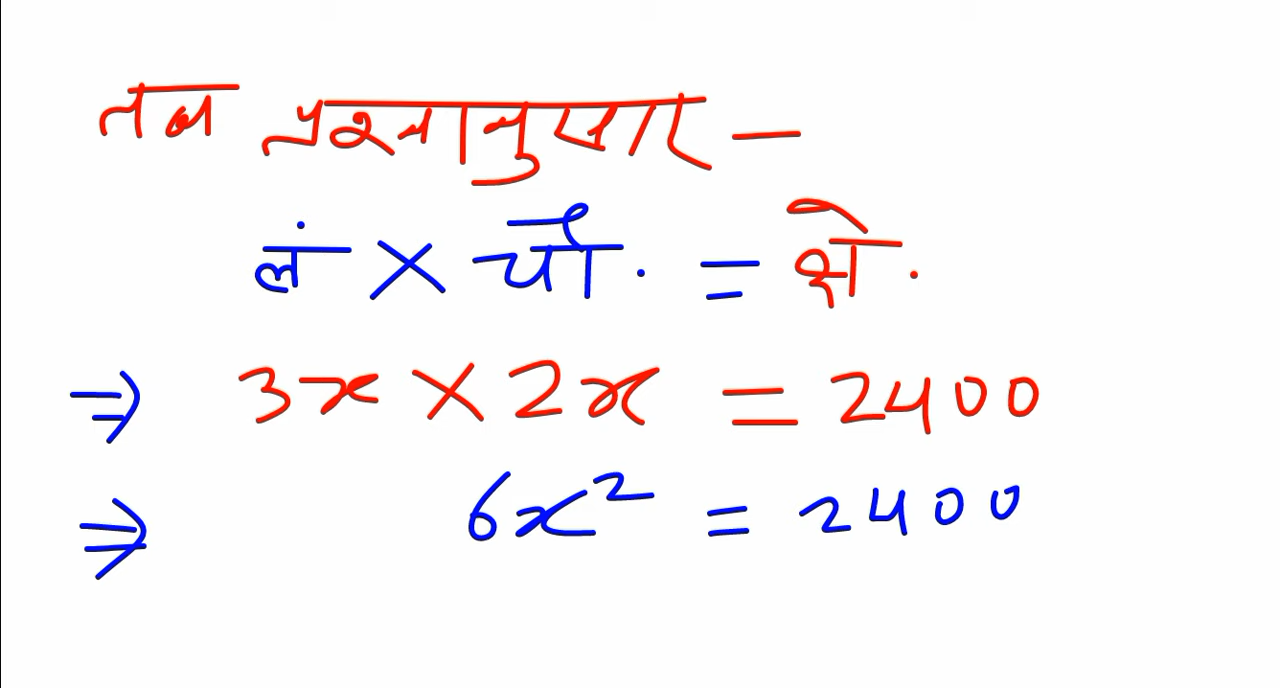 तब प्रश्नानुसार –
लं × चौ. = क्षे.
⇒ 3x × 2x = 2400
⇒ 6x² = 2400